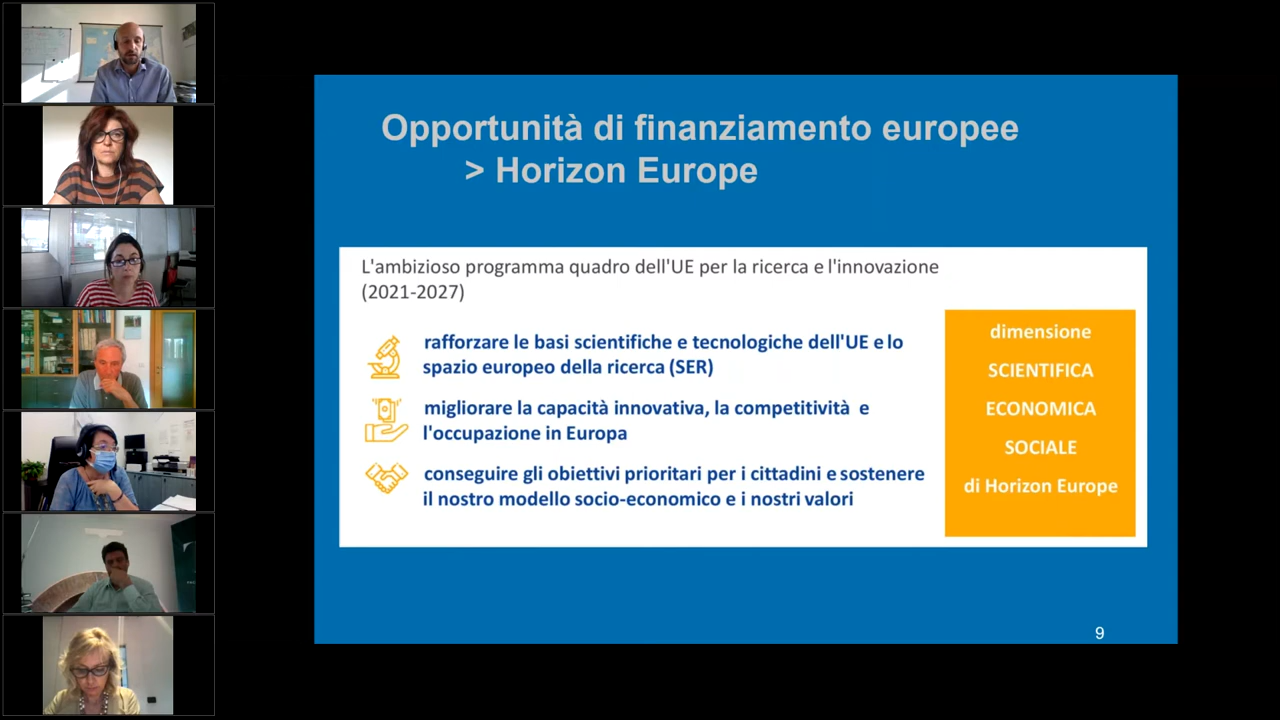 Opportunità di finanziamento europee
> Horizon Europe
L'ambizioso programma quadro dell'UE per la ricerca e l'innovazione
(2021-2027)
rafforzare le basi scientifiche e tecnologiche dell'UE e lo
spazio europeo della ricerca (SER)
migliorare la capacità innovativa, la competitività e
l'occupazione in Europa
conseguire gli obiettivi prioritari per i cittadini e sostenere
il nostro modello socio-economico e i nostri valori
dimensione
SCIENTIFICA
ECONOMICA
SOCIALE
di Horizon Europe
9